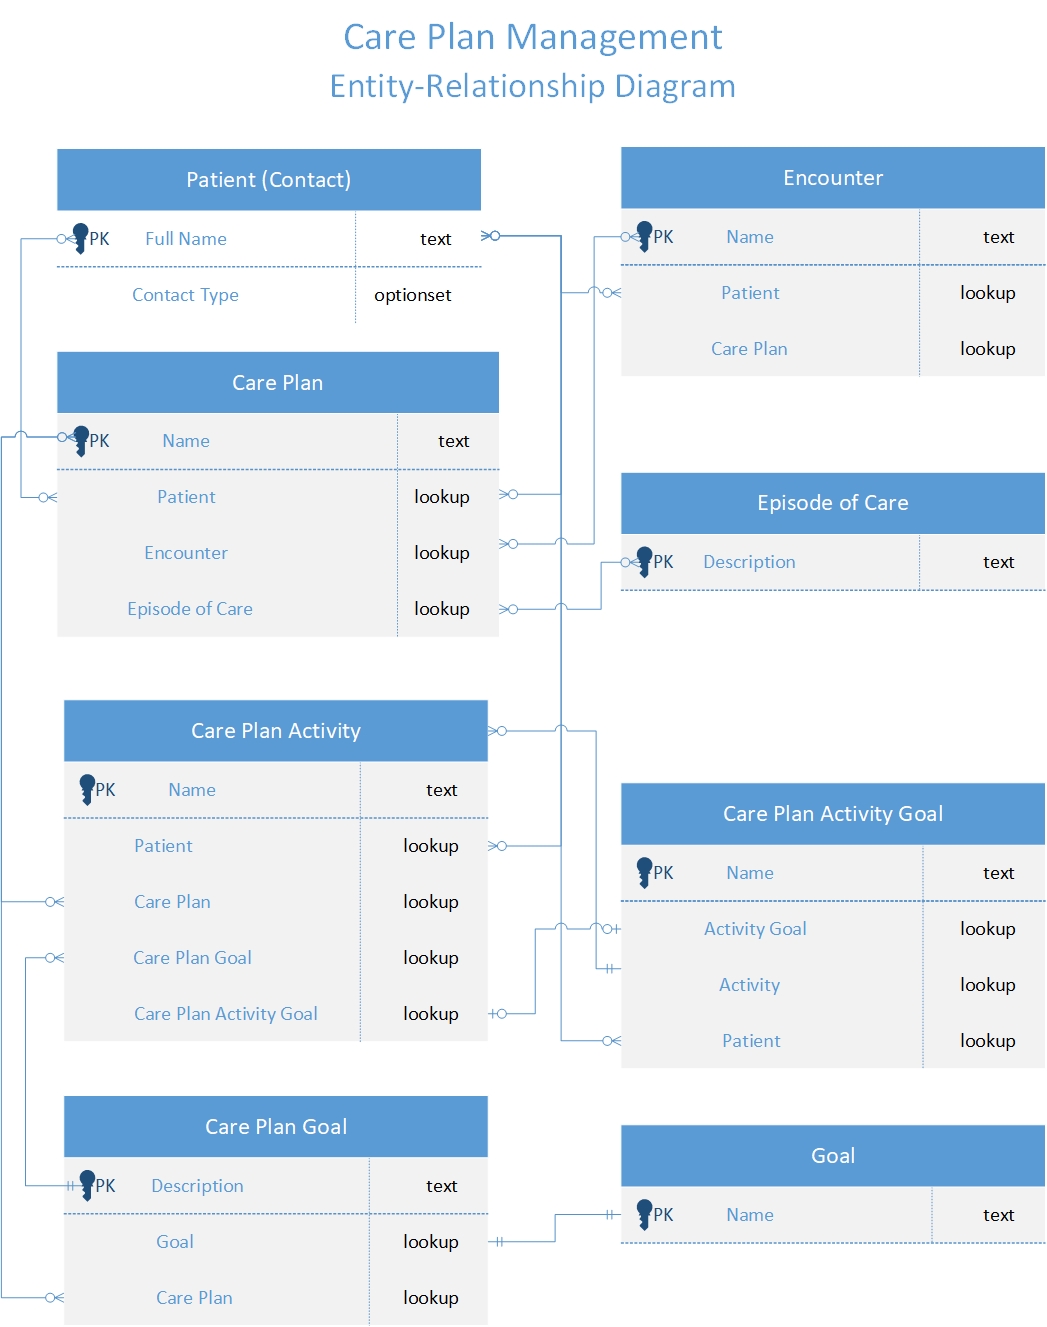 Care Plan Management
Entity-Relationship Diagram
Patient (Contact)
PK Full Name text
Contact Type optionset
Encounter
PK Name text
Patient lookup
Care Plan lookup
Care Plan
PK Name text
Patient lookup
Encounter lookup
Episode of Care lookup
Episode of Care
PK Description text
Care Plan Activity
PK Name text
Patient lookup
Care Plan lookup
Care Plan Goal lookup
Care Plan Activity Goal lookup
Care Plan Activity Goal
PK Name text
Activity Goal lookup
Activity lookup
Patient lookup
Care Plan Goal
PK Description text
Goal lookup
Care Plan lookup
Goal
PK Name text